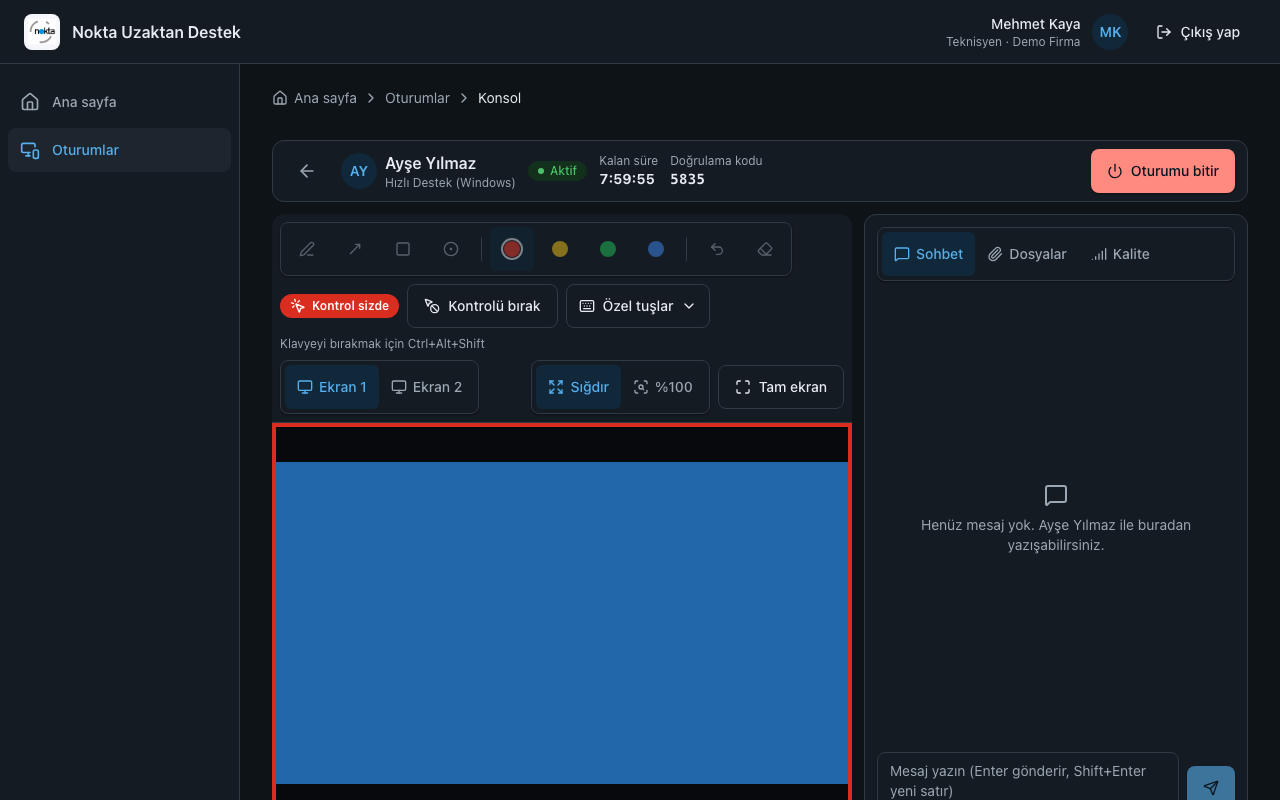 nokta
Nokta Uzaktan Destek
Mehmet Kaya
Teknisyen · Demo Firma
MK
Çıkış yap
Ana sayfa
Oturumlar
Ana sayfa
Oturumlar
Konsol
AY
Ayşe Yılmaz
Hızlı Destek (Windows)
Aktif
Kalan süre
7:59:55
Doğrulama kodu
5835
Oturumu bitir
Kontrol sizde
Kontrolü bırak
Özel tuşlar
Klavyeyi bırakmak için Ctrl+Alt+Shift
Ekran 1
Ekran 2
Sığdır
%100
Tam ekran
Sohbet
Dosyalar
Kalite
Henüz mesaj yok. Ayşe Yılmaz ile buradan
yazışabilirsiniz.
Mesaj yazın (Enter gönderir, Shift+Enter
yeni satır)